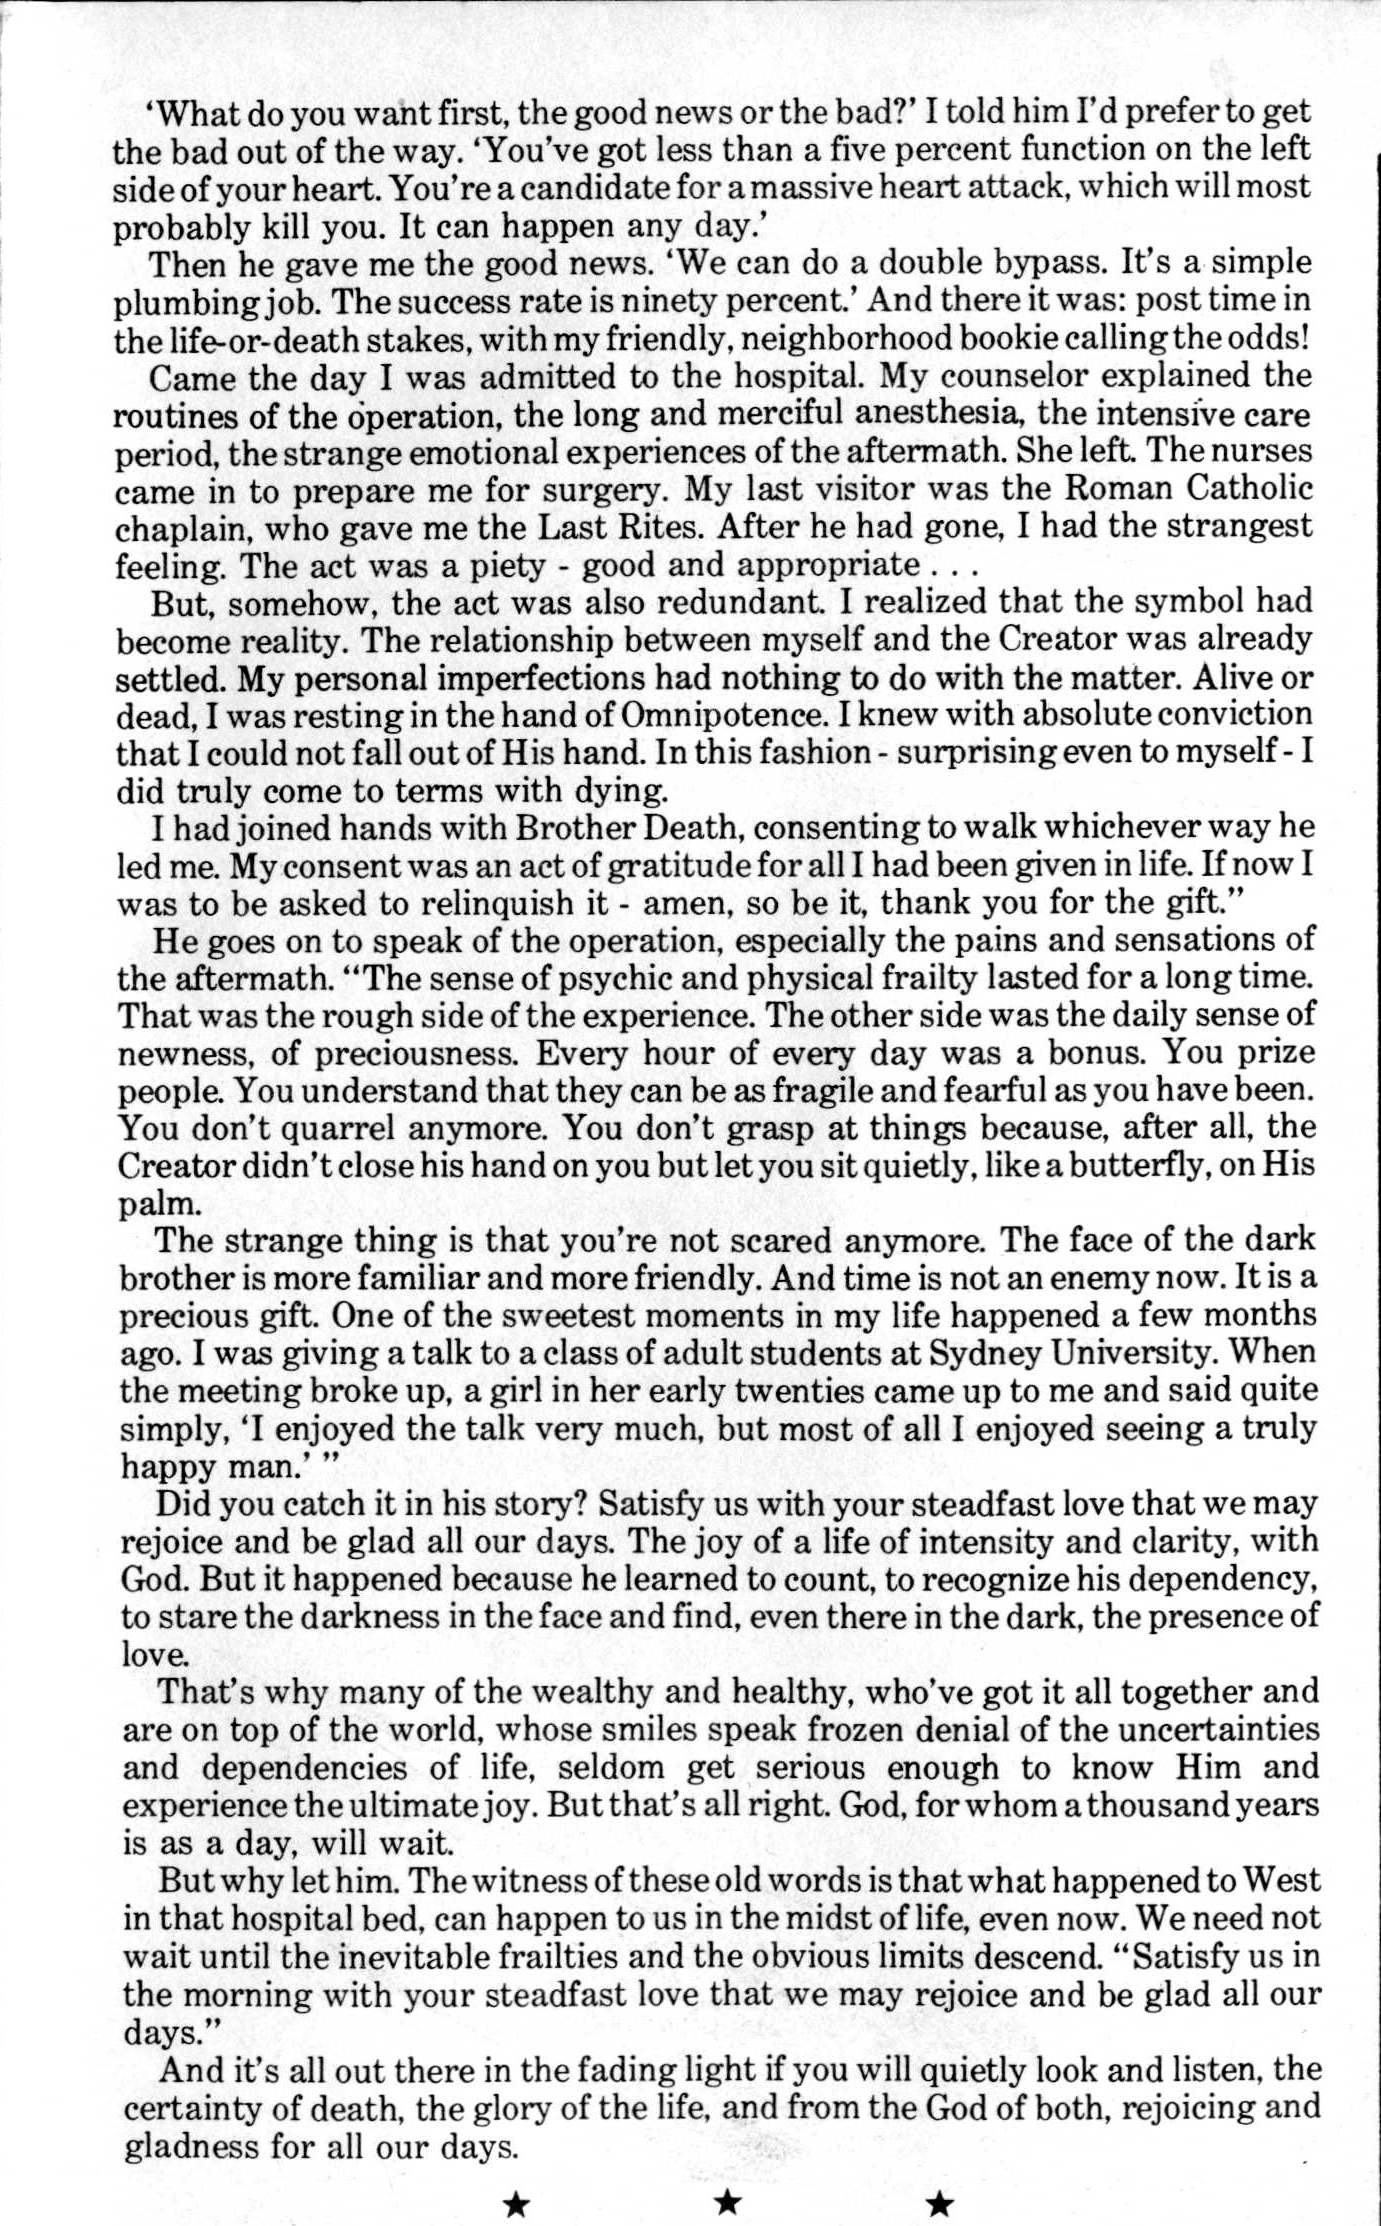 ‘What do you want first, the good news or the bad?’ I told him I’d prefer to get
the bad out of the way. ‘You’ve got less than a five percent function on the left
side of your heart. You’re a candidate for a massive heart attack, which will most
probably kill you. It can happen any day.’
Then he gave me the good news. ‘We can do a double bypass. It’s a simple
plumbing job. The success rate is ninety percent.’ And there it was: post time in
the life-or-death stakes, with my friendly, neighborhood bookie calling the odds!
Came the day I was admitted to the hospital. My counselor explained the
routines of the operation, the long and merciful anesthesia, the intensive care
period, the strange emotional experiences of the aftermath. She left. The nurses
came in to prepare me for surgery. My last visitor was the Roman Catholic
chaplain, who gave me the Last Rites. After he had gone, I had the strangest
feeling. The act was a piety - good and appropriate . . .
But, somehow, the act was also redundant. I realized that the symbol had
become reality. The relationship between myself and the Creator was already
settled. My personal imperfections had nothing to do with the matter. Alive or
dead, I was resting in the hand of Omnipotence. I knew with absolute conviction
that I could not fall out of His hand. In this fashion - surprising even to myself - I
did truly come to terms with dying.
I had joined hands with Brother Death, consenting to walk whichever way he
led me. My consent was an act of gratitude for all I had been given in life. If now I
was to be asked to relinquish it - amen, so be it, thank you for the gift.”
He goes on to speak of the operation, especially the pains and sensations of
the aftermath. “The sense of psychic and physical frailty lasted for a long time.
That was the rough side of the experience. The other side was the daily sense of
newness, of preciousness. Every hour of every day was a bonus. You prize
people. You understand that they can be as fragile and fearful as you have been.
You don’t quarrel anymore. You don’t grasp at things because, after all, the
Creator didn’t close his hand on you but let you sit quietly, like a butterfly, on His
palm.
The strange thing is that you’re not scared anymore. The face of the dark
brother is more familiar and more friendly. And time is not an enemy now. It is a
precious gift. One of the sweetest moments in my life happened a few months
ago. I was giving a talk to a class of adult students at Sydney University. When
the meeting broke up, a girl in her early twenties came up to me and said quite
simply, ‘I enjoyed the talk very much, but most of all I enjoyed seeing a truly
happy man.’ ”
Did you catch it in his story? Satisfy us with your steadfast love that we may
rejoice and be glad all our days. The joy of a life of intensity and clarity, with
God. But it happened because he learned to count, to recognize his dependency,
to stare the darkness in the face and find, even there in the dark, the presence of
love.
That’s why many of the wealthy and healthy, who’ve got it all together and
are on top of the world, whose smiles speak frozen denial of the uncertainties
and dependencies of life, seldom get serious enough to know Him and
experience the ultimate joy. But that’s all right. God, for whom a thousand years
is as a day, will wait.
But why let him. The witness of these old words is that what happened to West
in that hospital bed, can happen to us in the midst of life, even now. We need not
wait until the inevitable frailties and the obvious limits descend. “Satisfy us in
the morning with your steadfast love that we may rejoice and be glad all our
days.”
And it’s all out there in the fading light if you will quietly look and listen, the
certainty of death, the glory of the life, and from the God of both, rejoicing and
gladness for all our days.
★ ★ ★